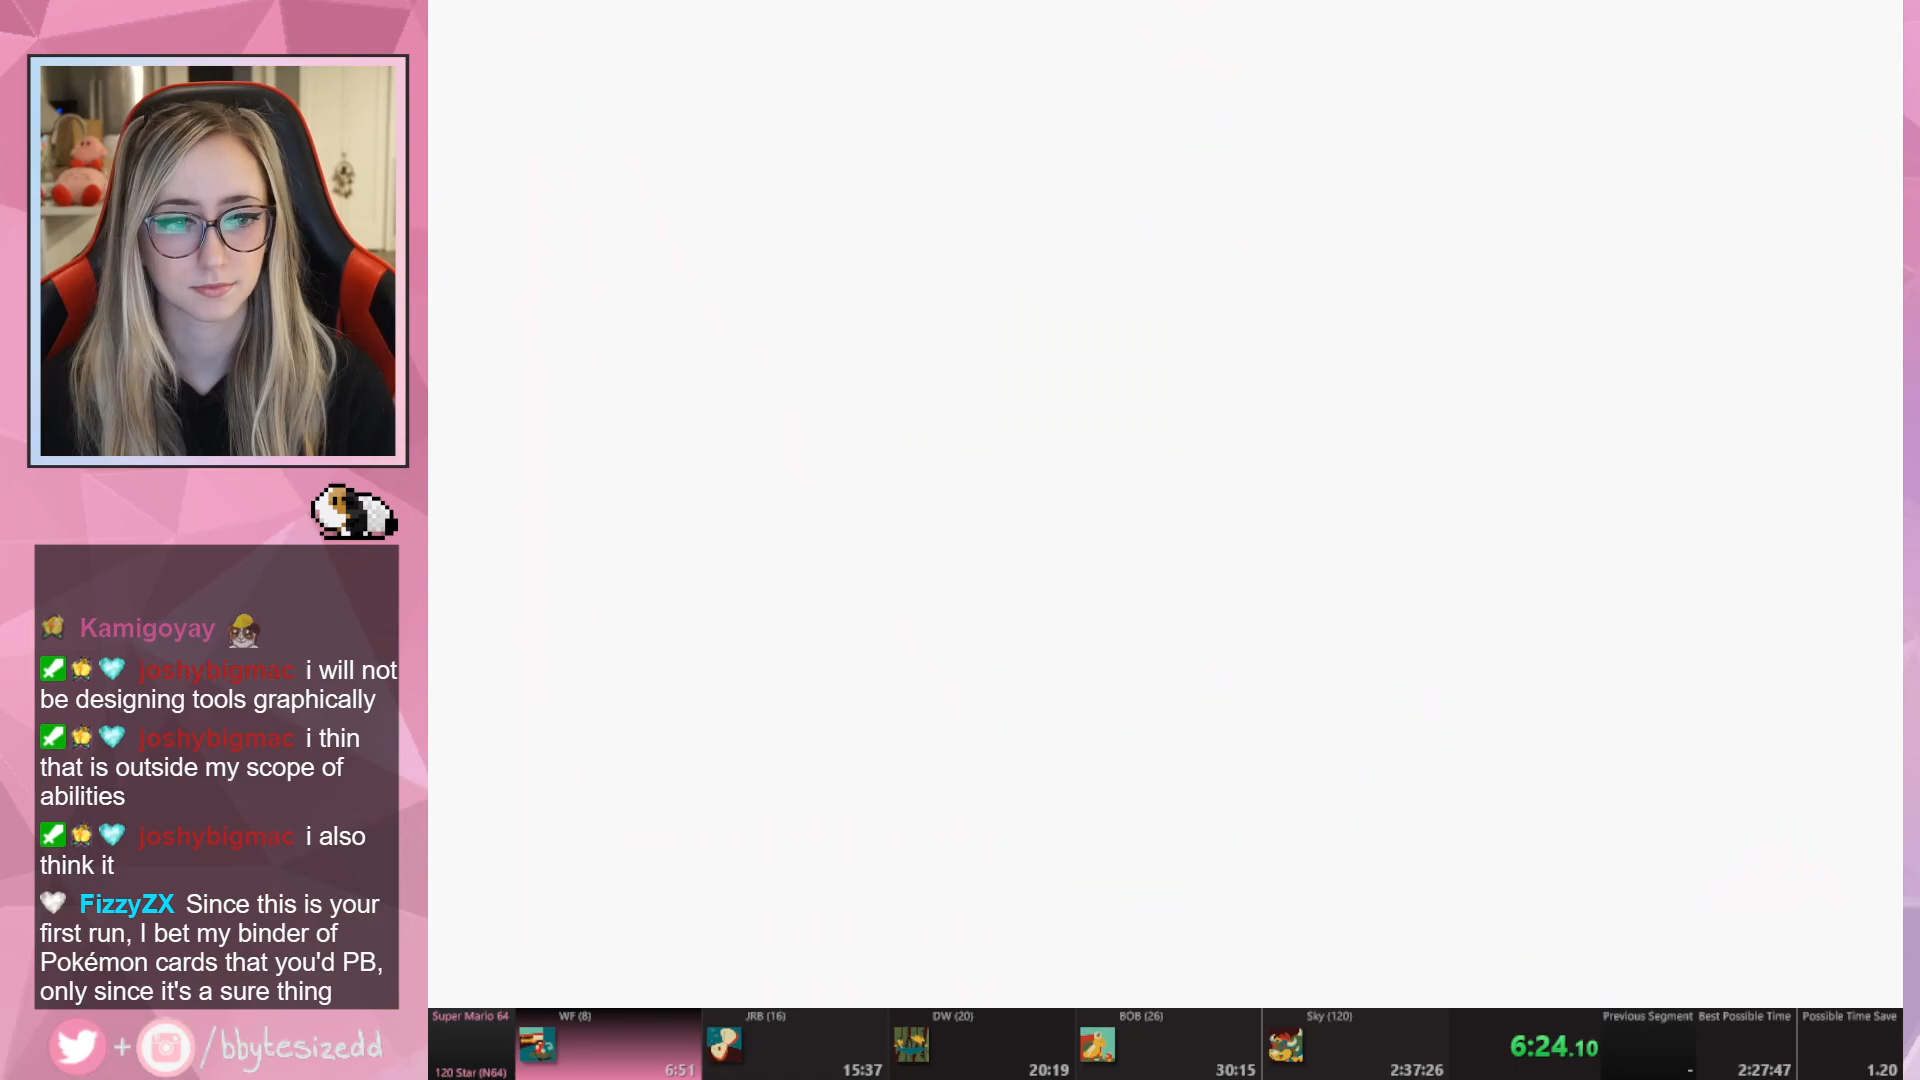 Kamigoyay
joshybigmac i will not
be designing tools graphically
joshybigmac i thin
that is outside my scope of
abilities
joshybigmac i also
think it
FizzyZX Since this is your
first run, I bet my binder of
Pokémon cards that you'd PB,
only since it's a sure thing
+ /bbytesizedd
Super Mario 64
120 Star (N64)
WF (8)
6:51
JRB (16)
15:37
DW (20)
20:19
BOB (26)
30:15
Sky (120)
2:37:26
6:24.10
Previous Segment
-
Best Possible Time
2:27:47
Possible Time Save
1.20